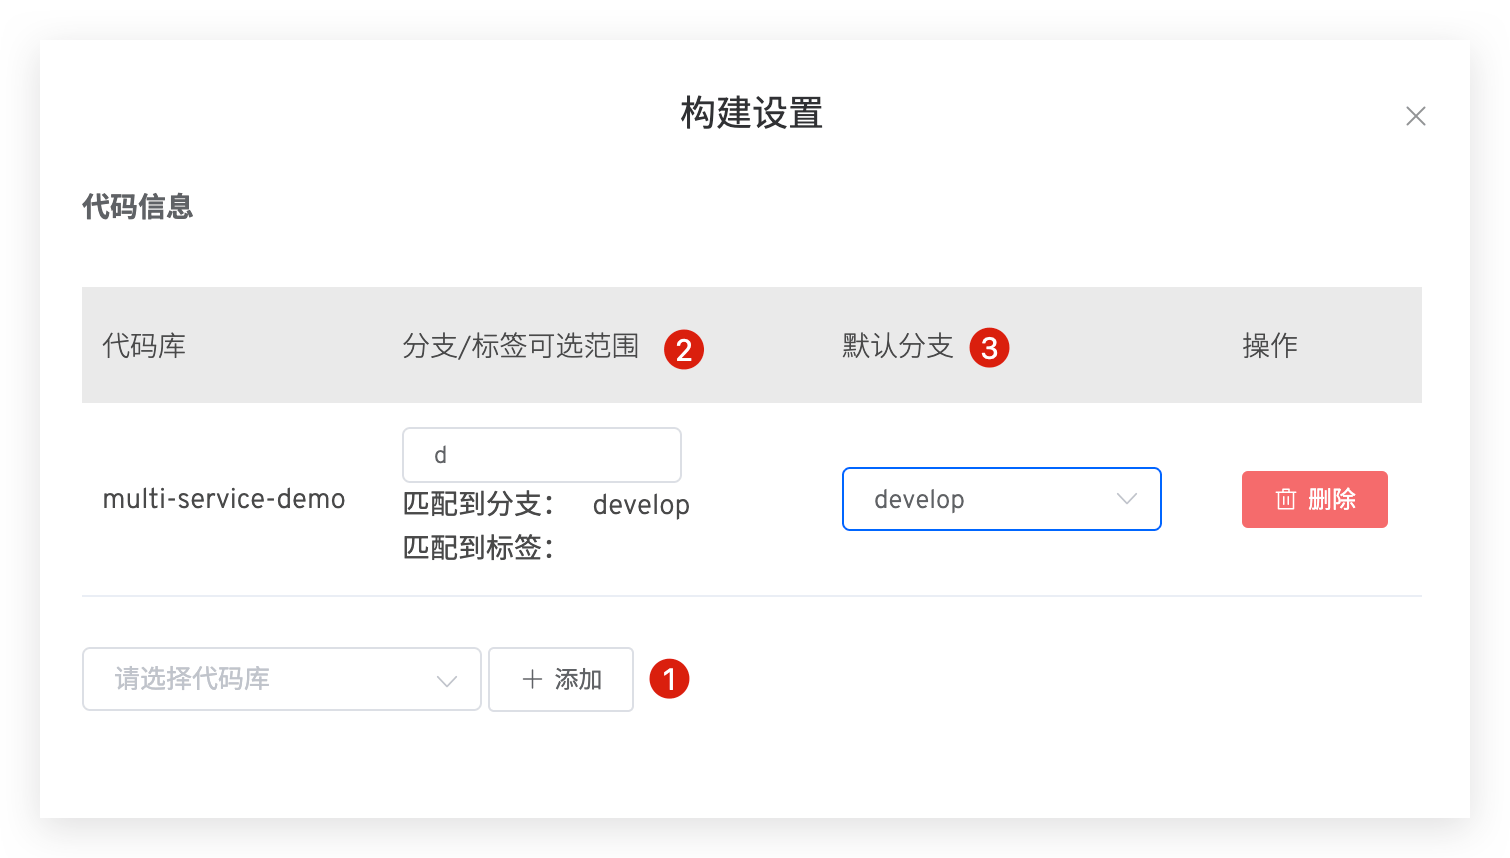 构建设置
代码信息
代码库 分支/标签可选范围 2 默认分支 3 操作
d
multi-service-demo 匹配到分支： develop develop 删除
匹配到标签：
请选择代码库 添加 1